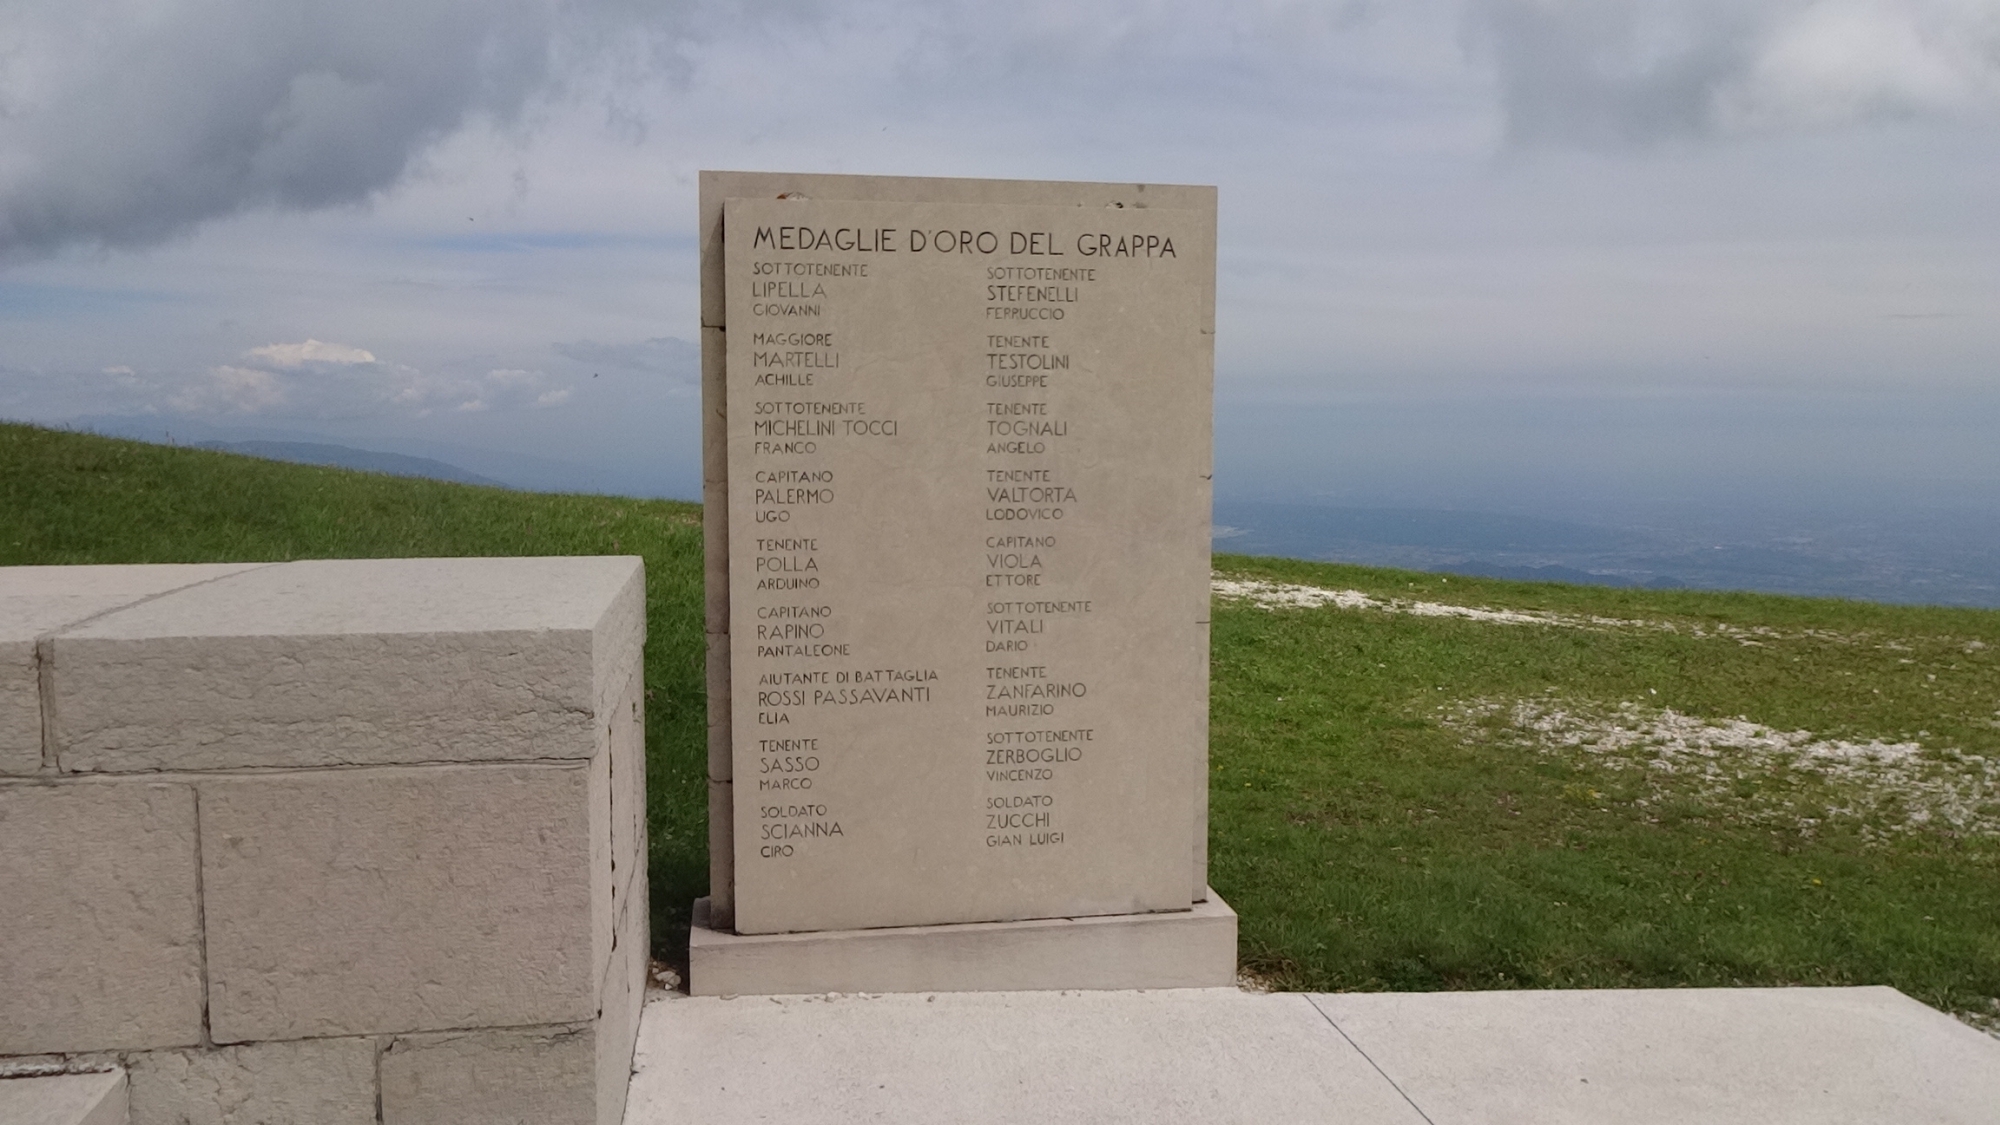 MEDAGLIE D'ORO DEL GRAPPA
SOTTOTENENTE
LIPELLA
GIOVANNI
MAGGIORE
MARTELLI
ACHILLE
SOTTOTENENTE
MICHELINI TOCCI
FRANCO
CAPITANO
PALERMO
UGO
TENENTE
POLLA
ARDUINO
CAPITANO
RAPINO
PANTALEONE
AIUTANTE DI BATTAGLIA
ROSSI PASSAVANTI
ELIA
TENENTE
SASSO
MARCO
SOLDATO
SCIANNA
CIRO
SOTTOTENENTE
STEFENELLI
FERRUCCIO
TENENTE
TESTOLINI
GIUSEPPE
TENENTE
TOGNALI
ANGELO
TENENTE
VALTORTA
LODOVICO
CAPITANO
VIOLA
ETTORE
SOTTOTENENTE
VITALI
DARIO
TENENTE
ZANFARINO
MAURIZIO
SOTTOTENENTE
ZERBOGLIO
VINCENZO
SOLDATO
ZUCCHI
GIAN LUIGI